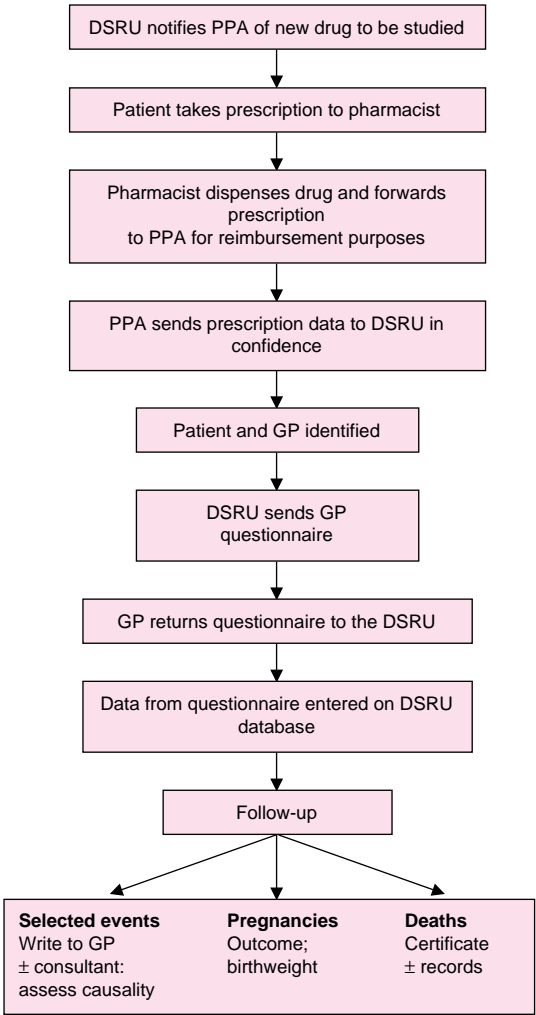 DSRU notifies PPA of new drug to be studied
Patient takes prescription to pharmacist
Pharmacist dispenses drug and forwards
prescription
to PPA for reimbursement purposes
PPA sends prescription data to DSRU in
confidence
Patient and GP identified
DSRU sends GP
questionnaire
GP returns questionnaire to the DSRU
Data from questionnaire entered on DSRU
database
Follow-up
Selected events
Write to GP
± consultant:
assess causality
Pregnancies
Outcome;
birthweight
Deaths
Certificate
± records